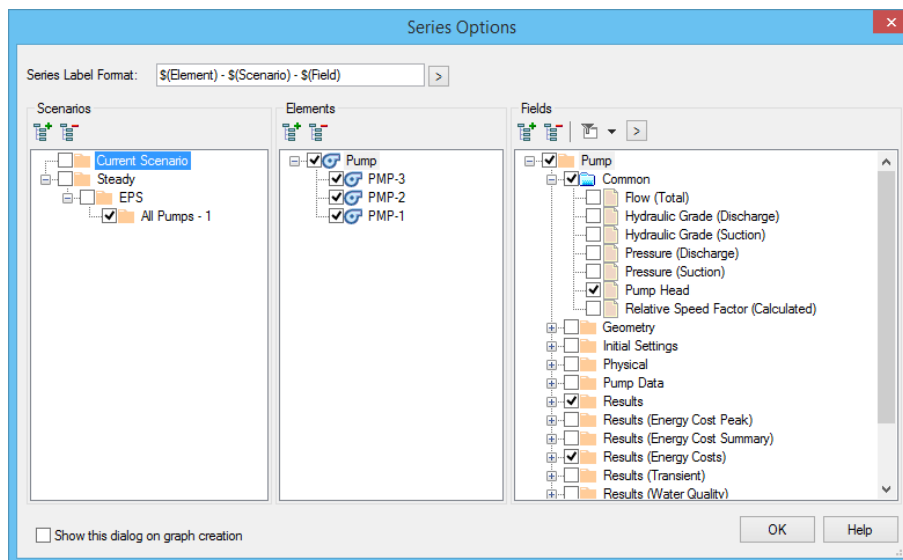 Series Options
Series Label Format: $(Element) - $(Scenario) - $(Field) >
Scenarios
Current Scenario
Steady
EPS
All Pumps - 1
Elements
Pump
PMP-3
PMP-2
PMP-1
Fields
>
Pump
Common
Flow (Total)
Hydraulic Grade (Discharge)
Hydraulic Grade (Suction)
Pressure (Discharge)
Pressure (Suction)
Pump Head
Relative Speed Factor (Calculated)
Geometry
Initial Settings
Physical
Pump Data
Results
Results (Energy Cost Peak)
Results (Energy Cost Summary)
Results (Energy Costs)
Results (Transient)
Results (Water Quality)
Show this dialog on graph creation
OK
Help